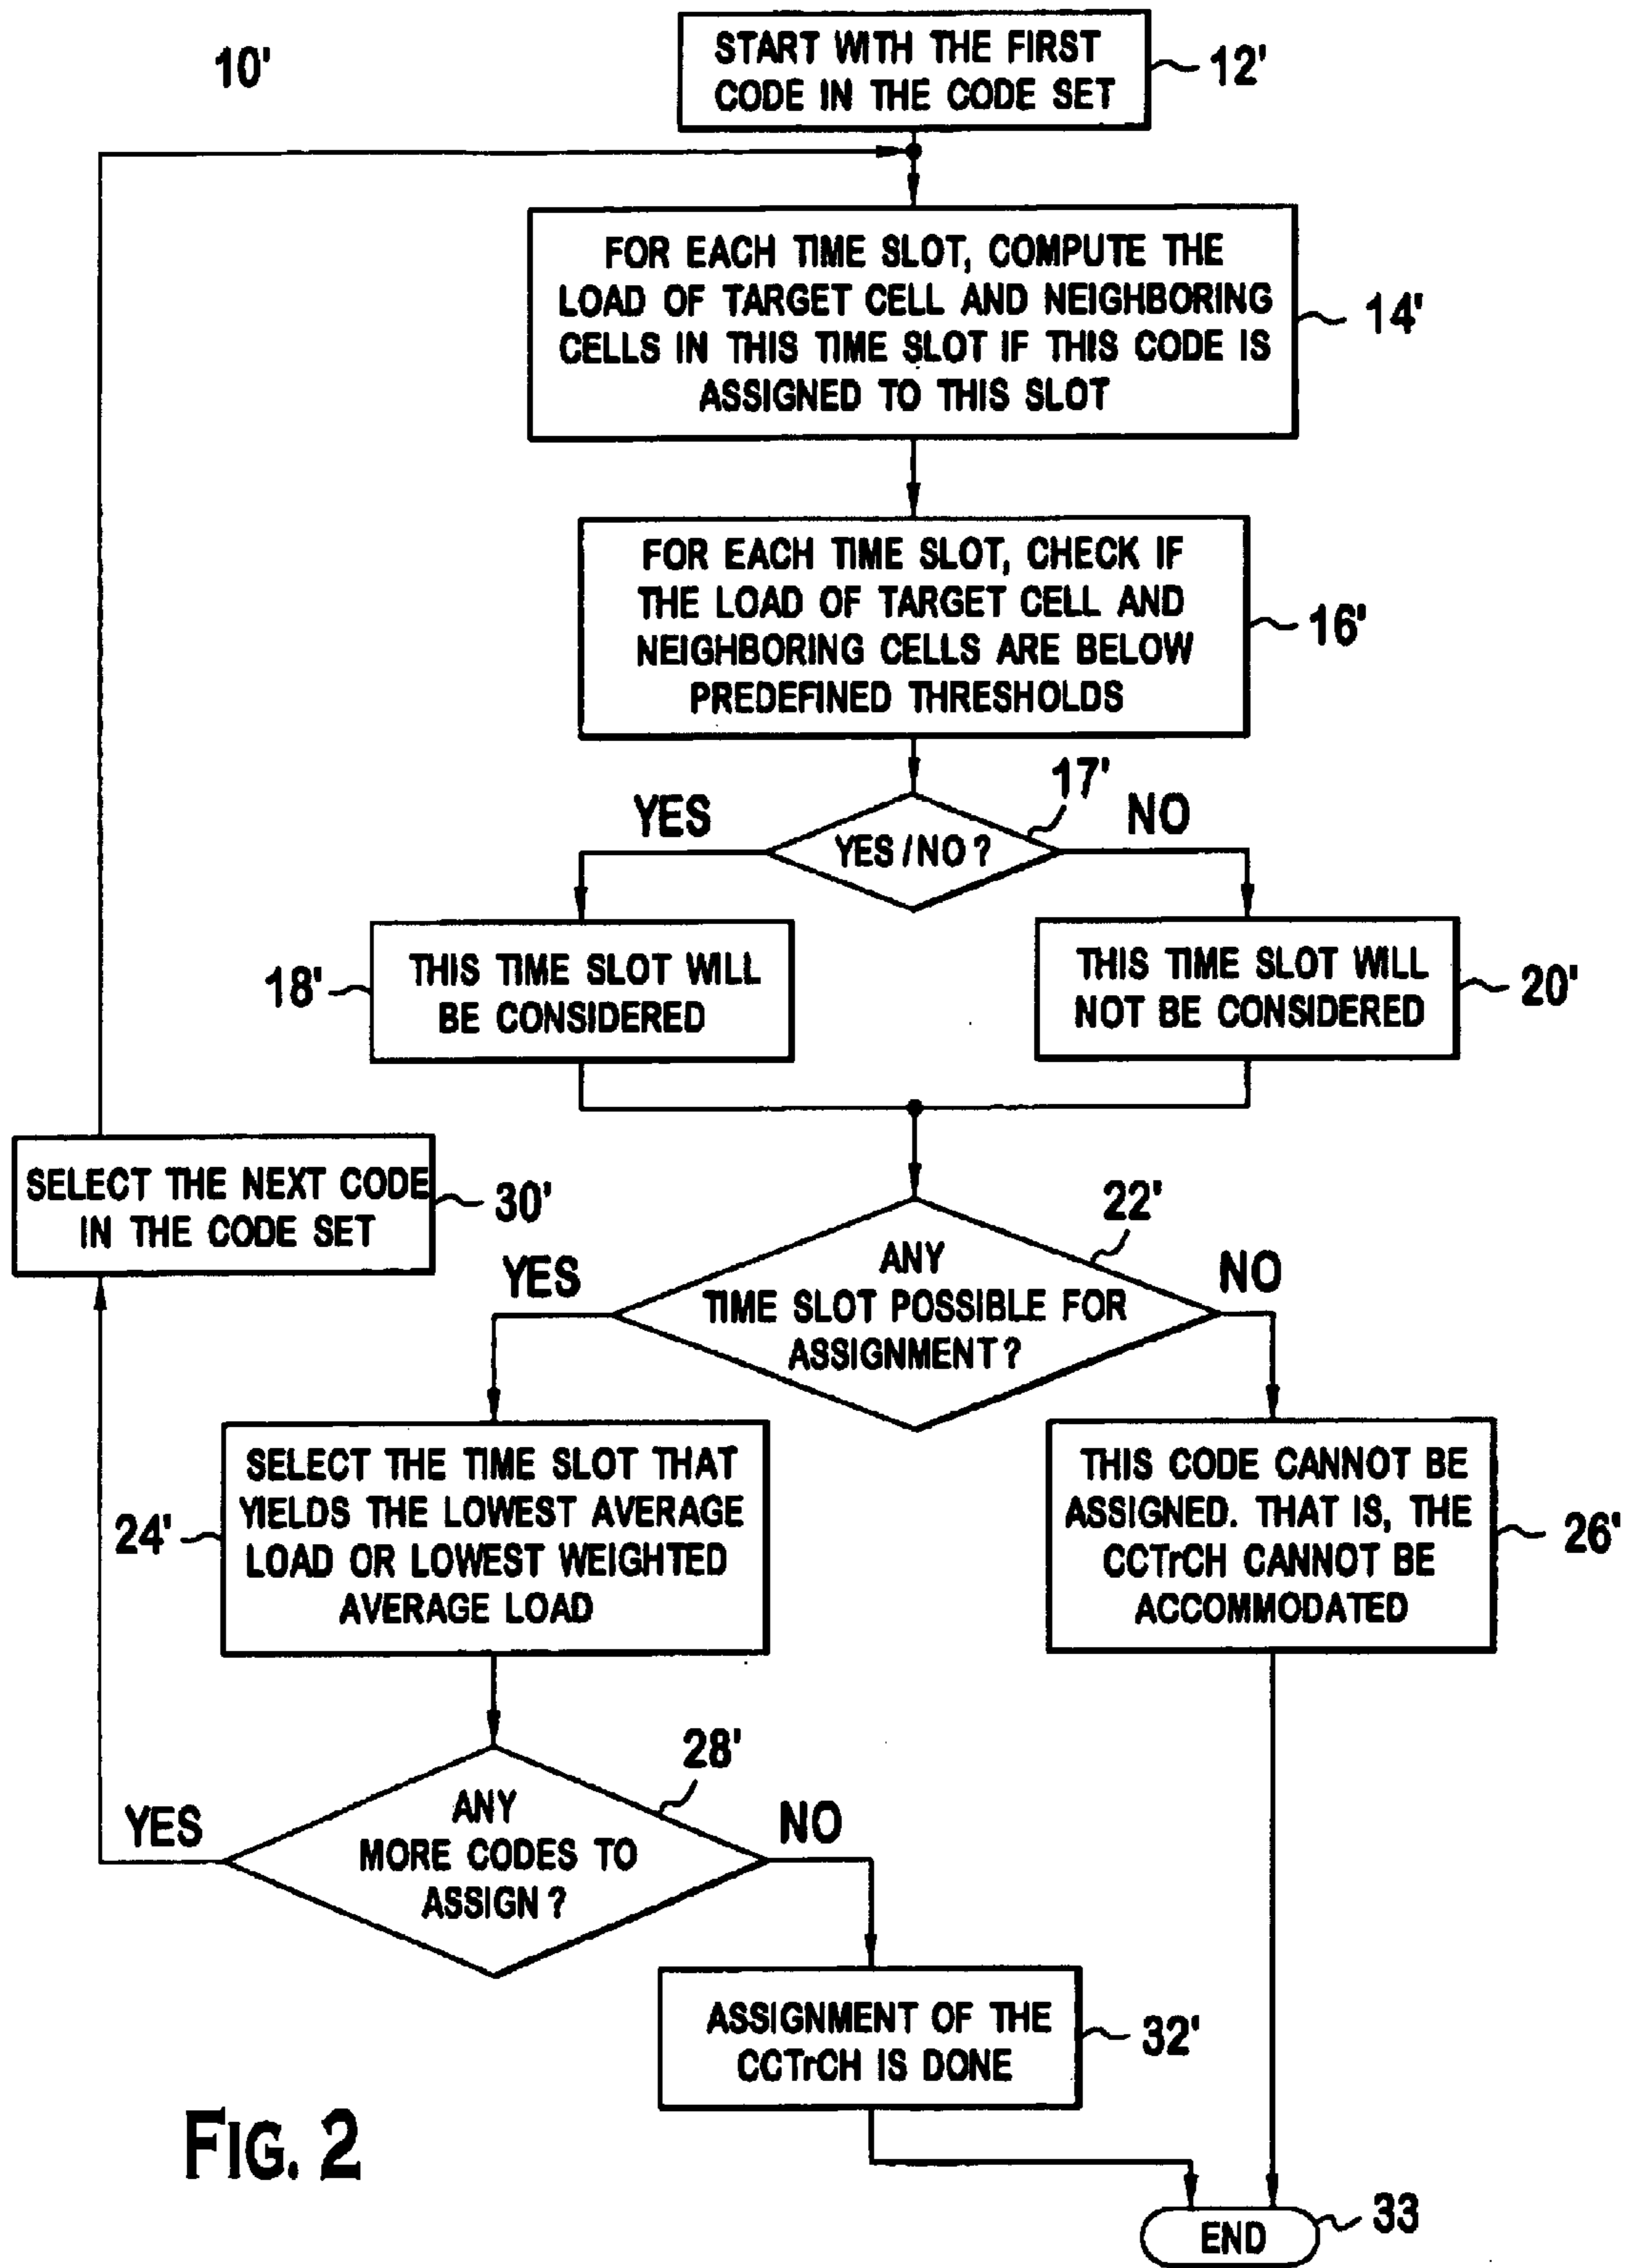 10'
START WITH THE FIRST
CODE IN THE CODE SET
12'
FOR EACH TIME SLOT, COMPUTE THE
LOAD OF TARGET CELL AND NEIGHBORING
CELLS IN THIS TIME SLOT IF THIS CODE IS
ASSIGNED TO THIS SLOT
14'
FOR EACH TIME SLOT, CHECK IF
THE LOAD OF TARGET CELL AND
NEIGHBORING CELLS ARE BELOW
PREDEFINED THRESHOLDS
16'
17'
YES
YES/NO?
NO
18'
THIS TIME SLOT WILL
BE CONSIDERED
THIS TIME SLOT WILL
NOT BE CONSIDERED
20'
SELECT THE NEXT CODE
IN THE CODE SET
30'
22'
YES
ANY
TIME SLOT POSSIBLE FOR
ASSIGNMENT?
NO
24'
SELECT THE TIME SLOT THAT
YIELDS THE LOWEST AVERAGE
LOAD OR LOWEST WEIGHTED
AVERAGE LOAD
THIS CODE CANNOT BE
ASSIGNED. THAT IS, THE
CCTrCH CANNOT BE
ACCOMMODATED
26'
28'
YES
ANY
MORE CODES TO
ASSIGN?
NO
ASSIGNMENT OF THE
CCTrCH IS DONE
32'
FIG. 2
END
33